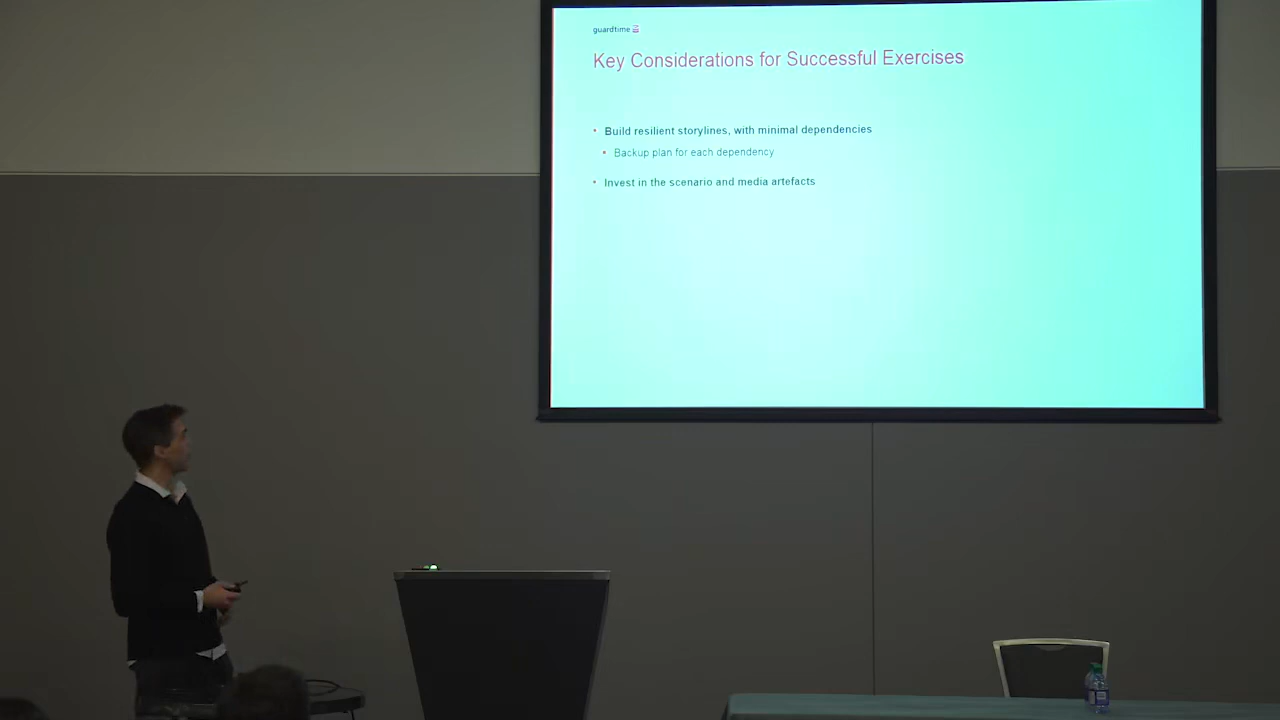 guardtime
Key Considerations for Successful Exercises
Build resilient storylines, with minimal dependencies
Backup plan for each dependency
Invest in the scenario and media artefacts